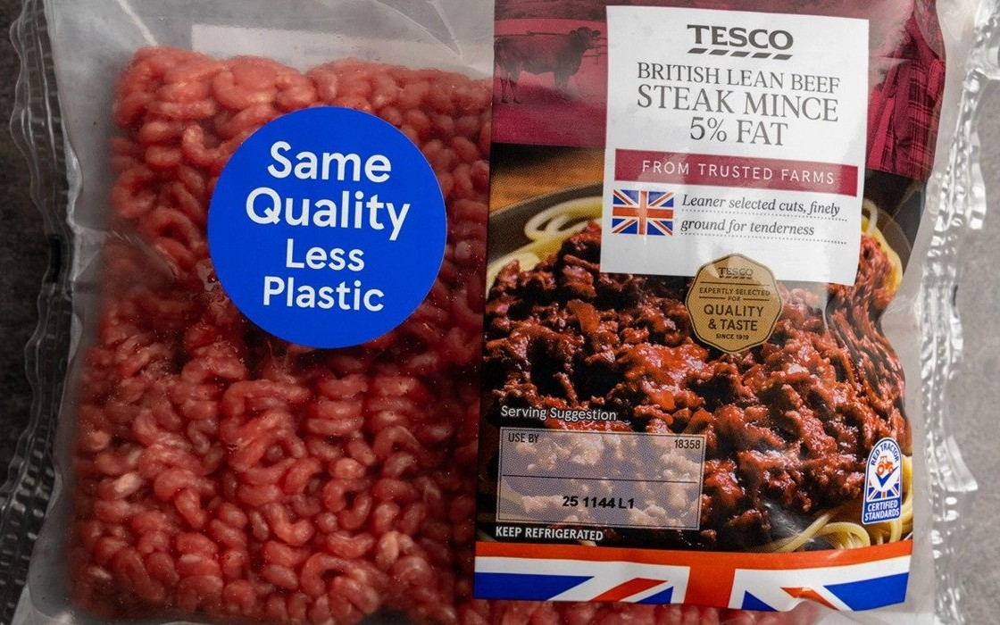 Same
Quality
Less
Plastic
TESCO
BRITISH LEAN BEEF
STEAK MINCE
5% FAT
FROM TRUSTED FARMS
Leaner selected cuts, finely
ground for tenderness
TESCO
EXPERTLY SELECTED
FOR
QUALITY
& TASTE
SINCE 1919
Serving Suggestion
USE BY 18358
25 1144 L1
KEEP REFRIGERATED
RED TRACTOR
CERTIFIED
STANDARDS